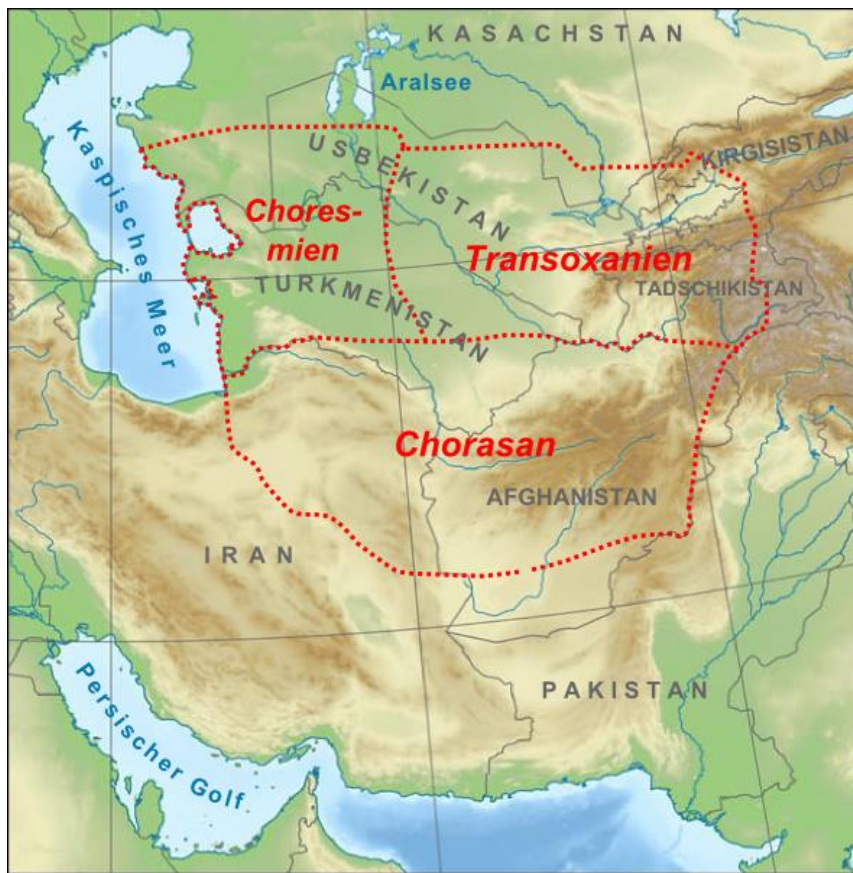 KASACHSTAN
Aralsee
Kaspisches Meer
USBEKISTAN
KIRGISISTAN
Chores-
mien
Transoxanien
TURKMENISTAN
TADSCHIKISTAN
Chorasan
AFGHANISTAN
IRAN
PAKISTAN
Persischer Golf